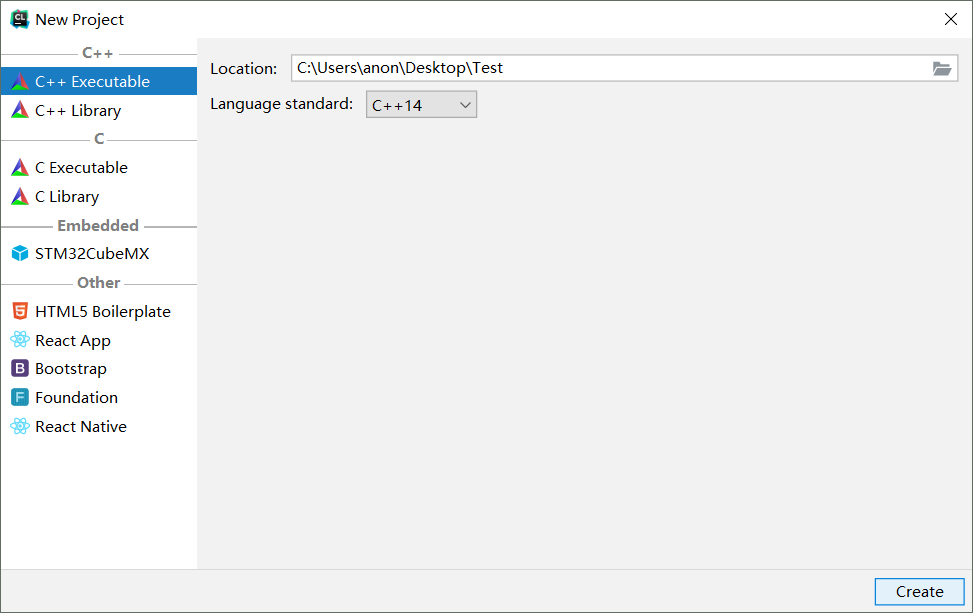 New Project
C++
C++ Executable
C++ Library
C
C Executable
C Library
Embedded
STM32CubeMX
Other
HTML5 Boilerplate
React App
Bootstrap
Foundation
React Native
Location: C:\Users\anon\Desktop\Test
Language standard: C++14
Create